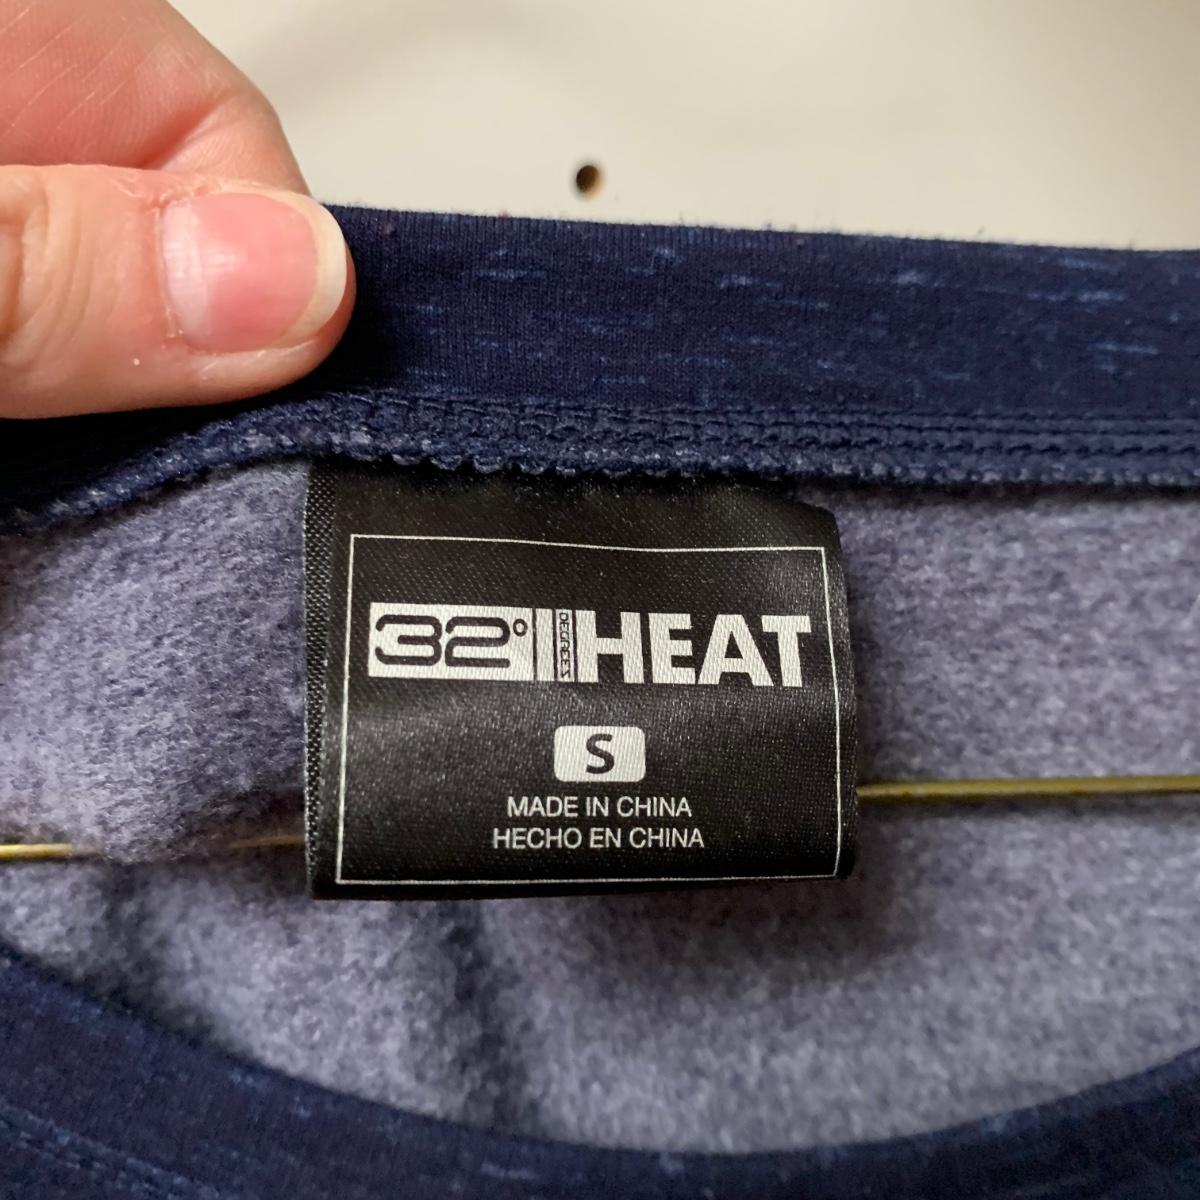 32° DEGREES HEAT
S
MADE IN CHINA
HECHO EN CHINA